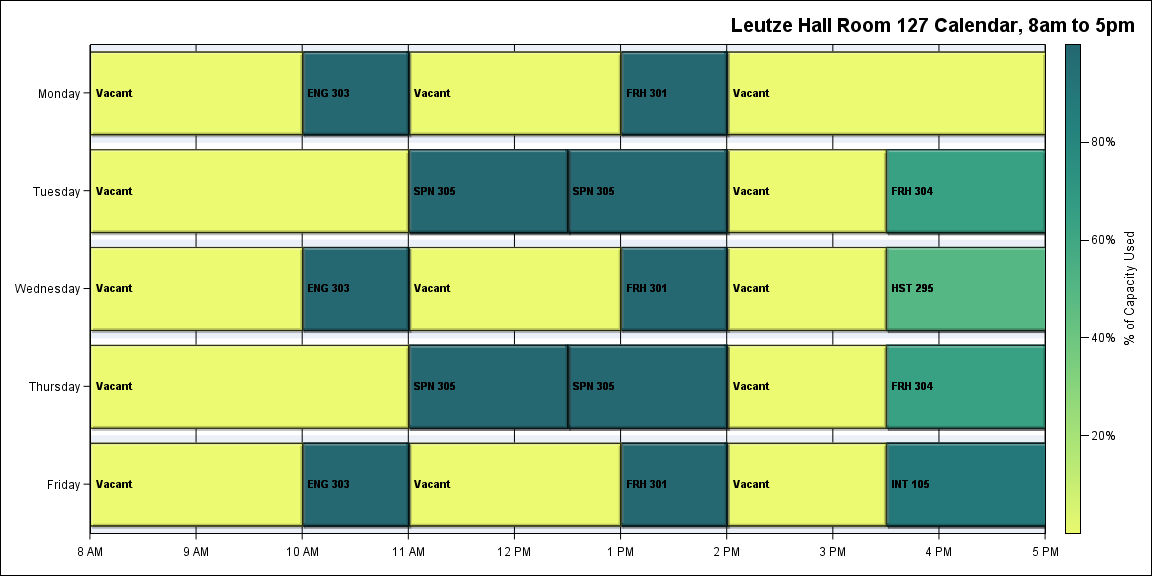 Leutze Hall Room 127 Calendar, 8am to 5pm
Monday
Vacant
ENG 303
Vacant
FRH 301
Vacant
Tuesday
Vacant
SPN 305
SPN 305
Vacant
FRH 304
Wednesday
Vacant
ENG 303
Vacant
FRH 301
Vacant
HST 295
Thursday
Vacant
SPN 305
SPN 305
Vacant
FRH 304
Friday
Vacant
ENG 303
Vacant
FRH 301
Vacant
INT 105
8 AM
9 AM
10 AM
11 AM
12 PM
1 PM
2 PM
3 PM
4 PM
5 PM
80%
60%
40%
20%
% of Capacity Used